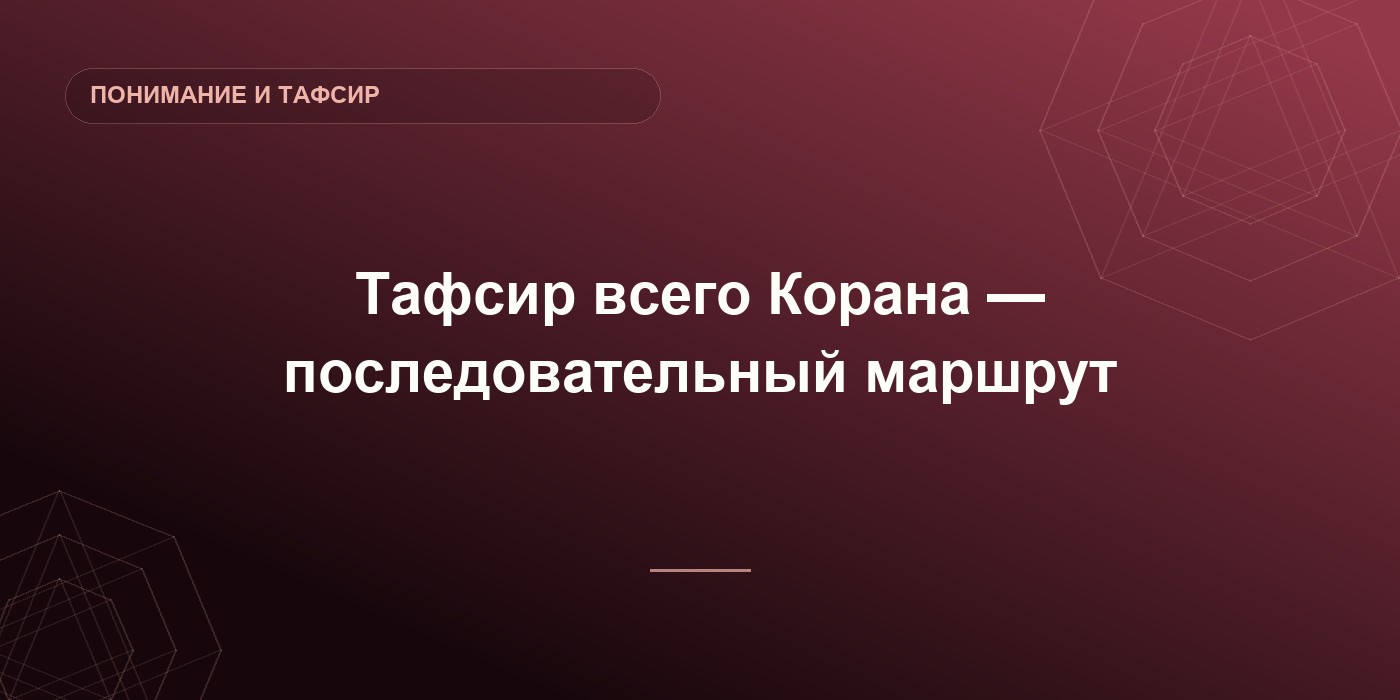 ПОНИМАНИЕ И ТАФСИР
Тафсир всего Корана —
последовательный маршрут